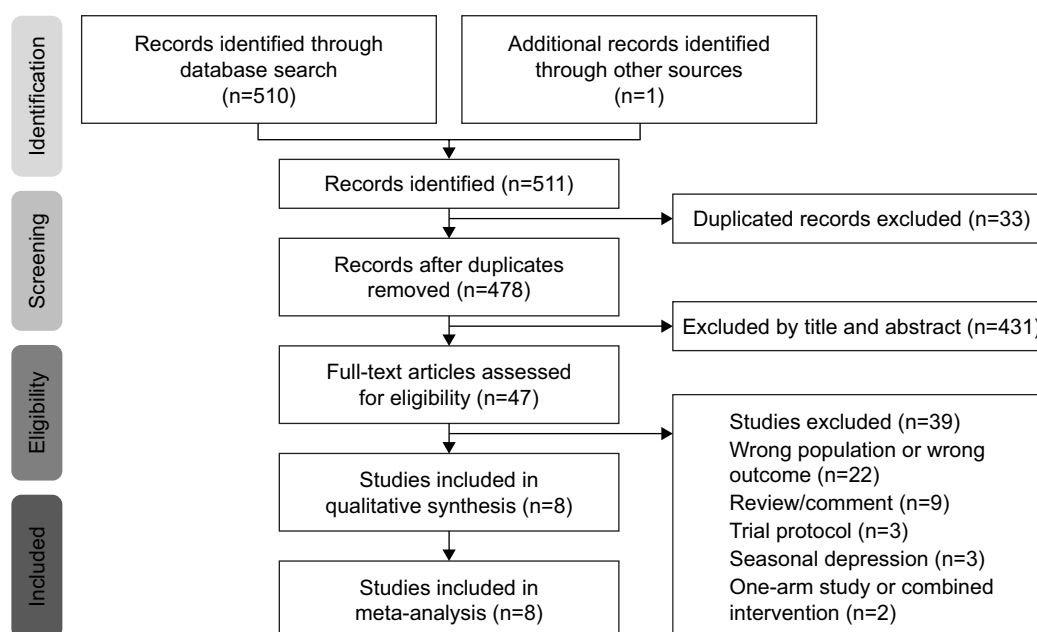 Identification
Records identified through
database search
(n=510)
Additional records identified
through other sources
(n=1)
Records identified (n=511)
Screening
Duplicated records excluded (n=33)
Records after duplicates
removed (n=478)
Excluded by title and abstract (n=431)
Eligibility
Full-text articles assessed
for eligibility (n=47)
Studies excluded (n=39)
Wrong population or wrong
outcome (n=22)
Review/comment (n=9)
Trial protocol (n=3)
Seasonal depression (n=3)
One-arm study or combined
intervention (n=2)
Studies included in
qualitative synthesis (n=8)
Included
Studies included in
meta-analysis (n=8)